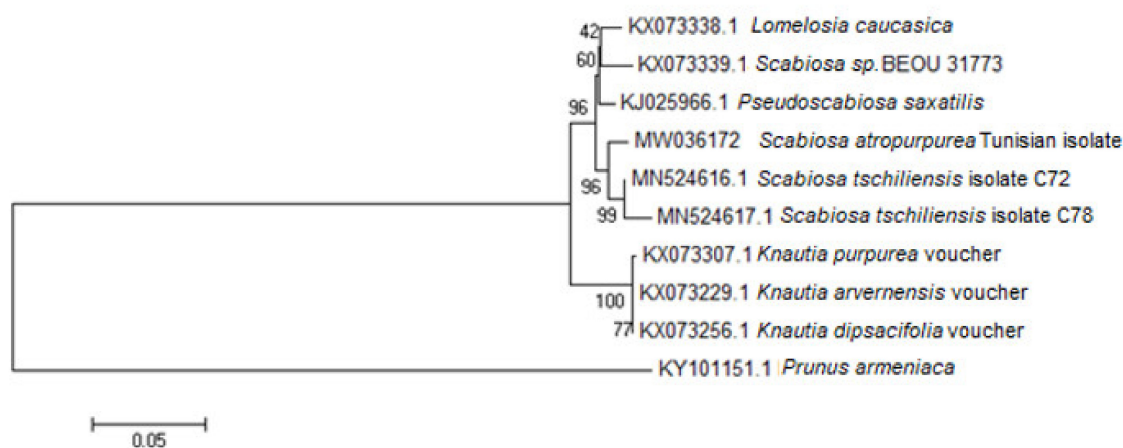 42
KX073338.1 Lomelosia caucasica
60
KX073339.1 Scabiosa sp. BEOU 31773
96
KJ025966.1 Pseudoscabiosa saxatilis
MW036172 Scabiosa atropurpurea Tunisian isolate
96
MN524616.1 Scabiosa tschiliensis isolate C72
99
MN524617.1 Scabiosa tschiliensis isolate C78
KX073307.1 Knautia purpurea voucher
100
KX073229.1 Knautia arvernensis voucher
77
KX073256.1 Knautia dipsacifolia voucher
KY101151.1 Prunus armeniaca
0.05